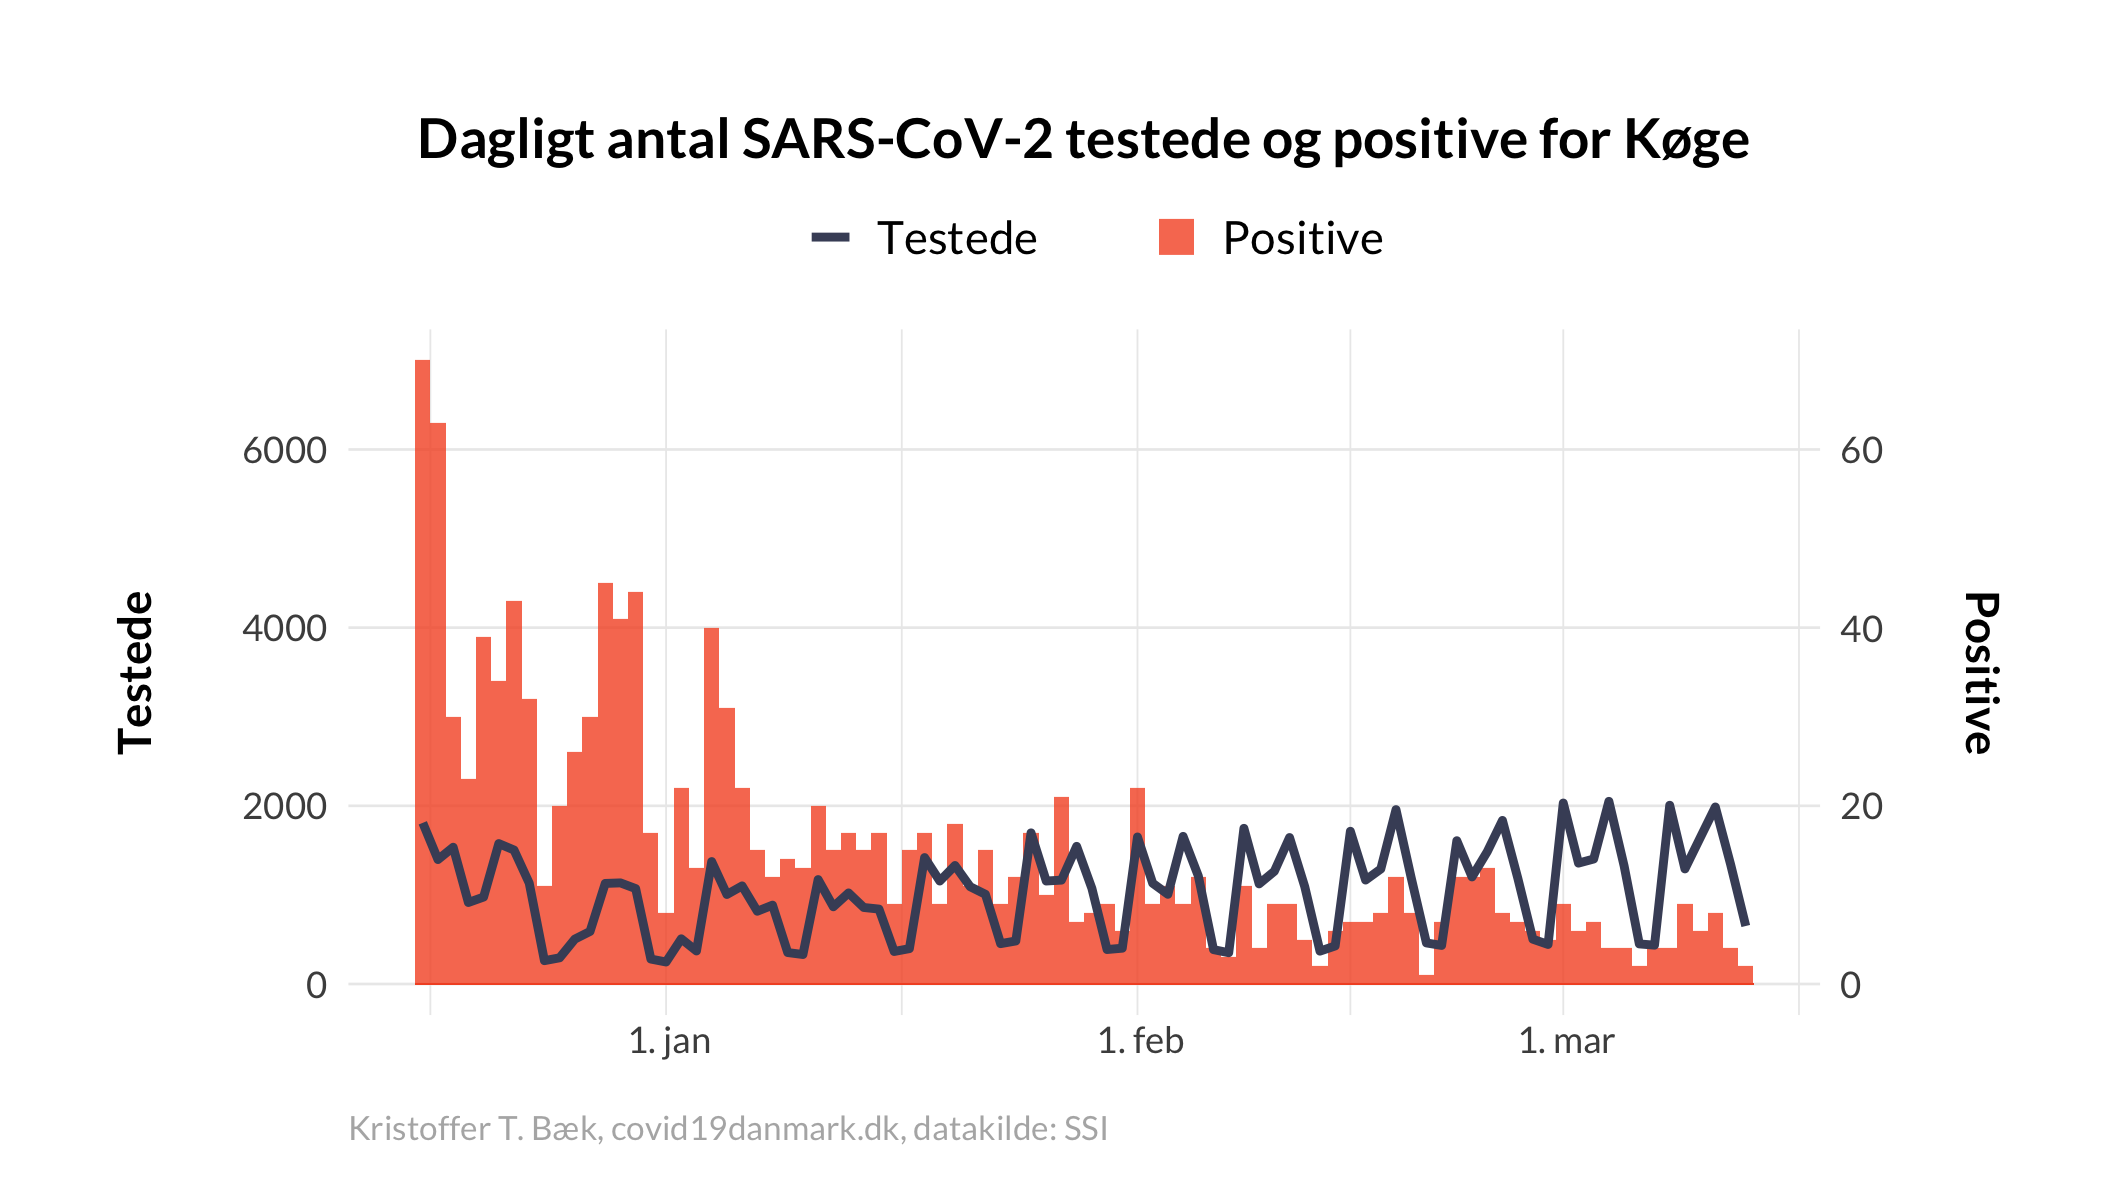 Dagligt antal SARS-CoV-2 testede og positive for Køge
Testede Positive
6000 60
4000 40
2000 20
0 0
Testede
Positive
1. jan 1. feb 1. mar
Kristoffer T. Bæk, covid19danmark.dk, datakilde: SSI